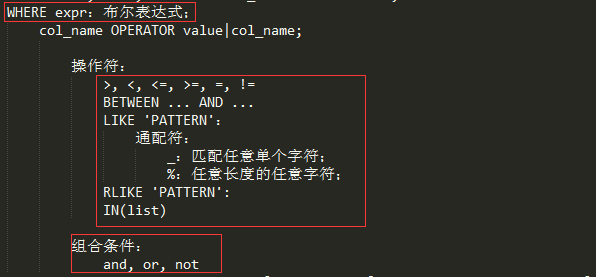 WHERE expr：布尔表达式；
col_name OPERATOR value|col_name;
操作符：
>, <, <=, >=, =, !=
BETWEEN ... AND ...
LIKE 'PATTERN'：
通配符：
_：匹配任意单个字符；
%：任意长度的任意字符；
RLIKE 'PATTERN'：
IN(list)
组合条件：
and, or, not